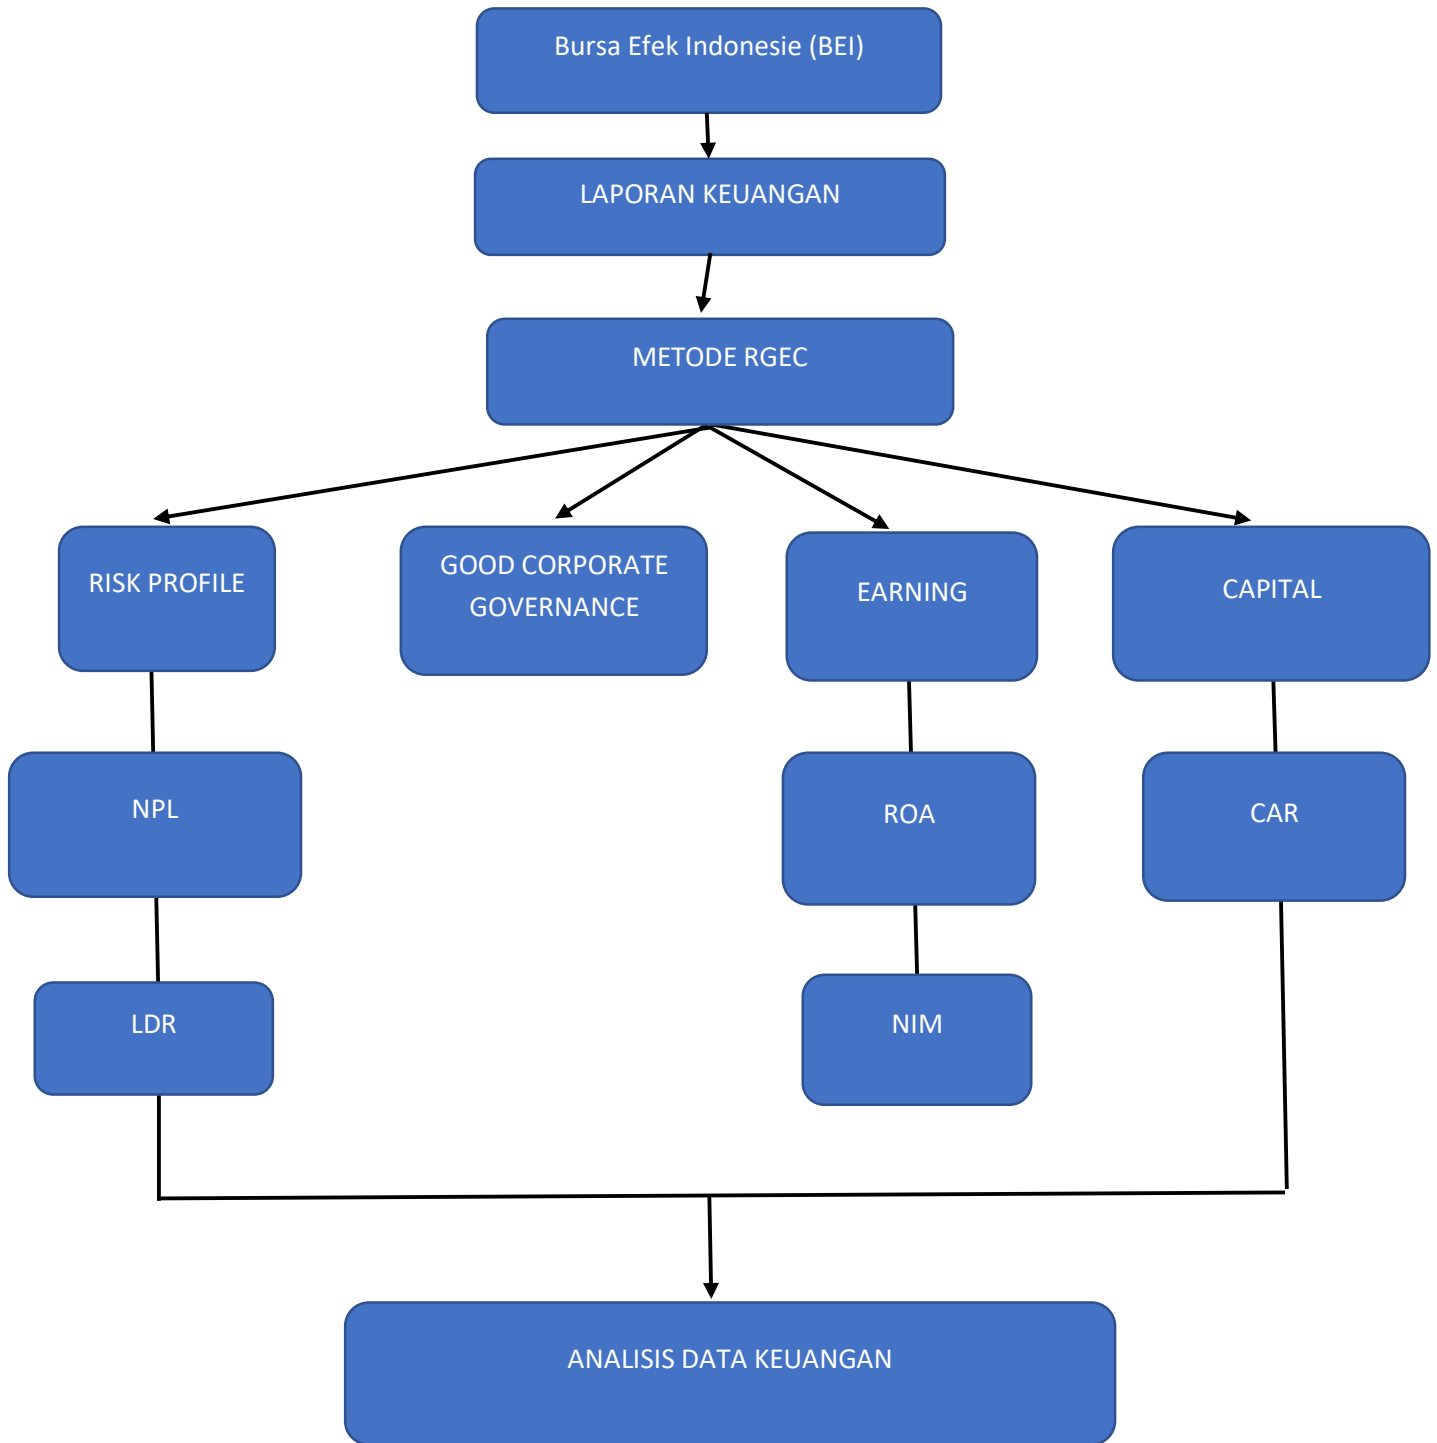 Bursa Efek Indonesie (BEI)
LAPORAN KEUANGAN
METODE RGEC
RISK PROFILE
GOOD CORPORATE
GOVERNANCE
EARNING
CAPITAL
NPL
ROA
CAR
LDR
NIM
ANALISIS DATA KEUANGAN